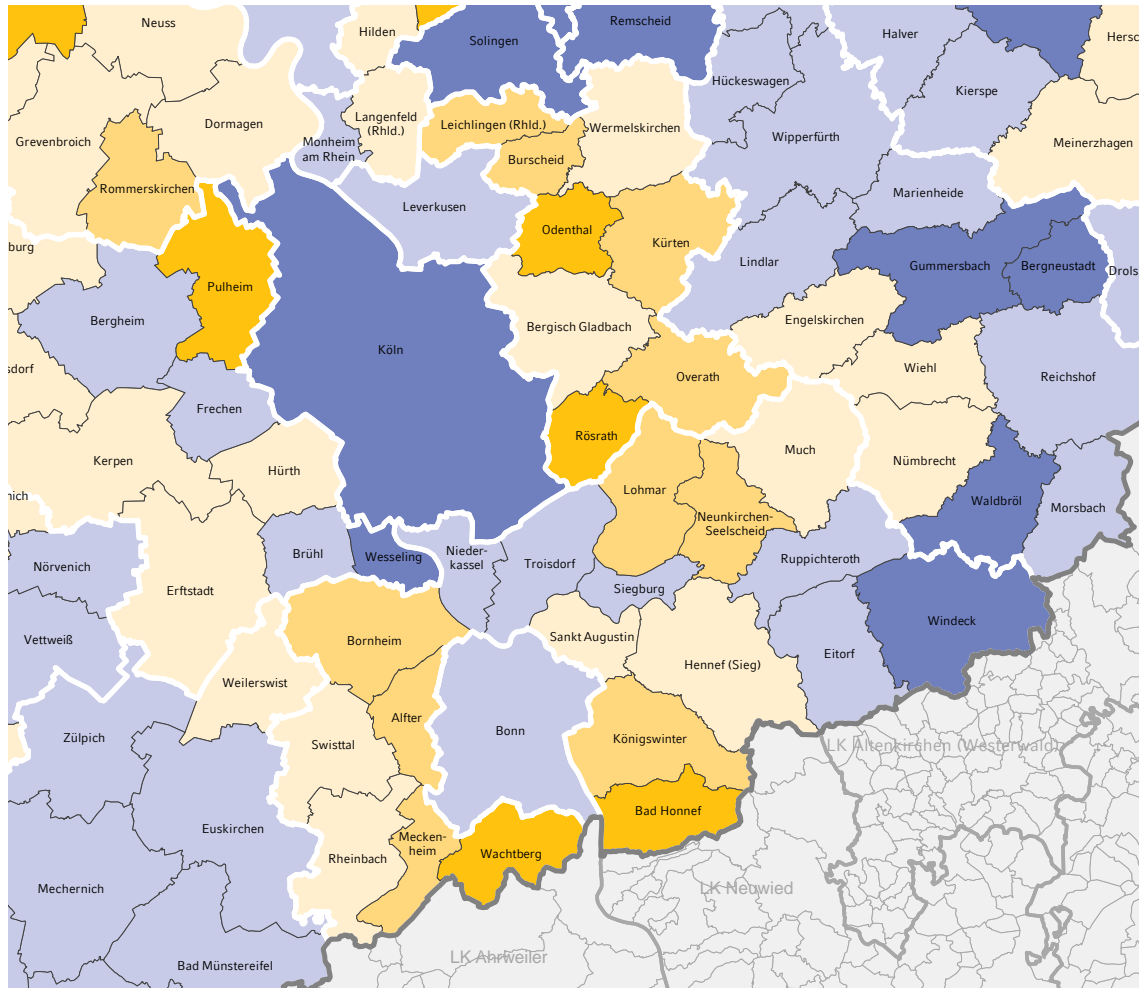 Neuss
Hilden
Solingen
Remscheid
Halver
Hersc
Hückeswagen
Kierspe
Grevenbroich
Dormagen
Monheim
am Rhein
Langenfeld
(Rhld.)
Leichlingen (Rhld.)
Burscheid
Wermelskirchen
Wipperfürth
Meinerzhagen
Rommerskirchen
Leverkusen
Marienheide
Odenthal
Kürten
Lindlar
Gummersbach
Bergneustadt
Drols
burg
Pulheim
Bergheim
Köln
Bergisch Gladbach
Engelskirchen
sdorf
Overath
Wiehl
Reichshof
Frechen
Rösrath
Kerpen
Hürth
Much
Nümbrecht
nich
Lohmar
Neunkirchen-
Seelscheid
Waldbröl
Morsbach
Nörvenich
Brühl
Wesseling
Nieder-
kassel
Troisdorf
Ruppichteroth
Erftstadt
Siegburg
Vettweiß
Bornheim
Sankt Augustin
Windeck
Weilerswist
Hennef (Sieg)
Eitorf
Zülpich
Swisttal
Alfter
Bonn
Königswinter
LK Altenkirchen (Westerwald)
Euskirchen
Bad Honnef
Rheinbach
Mecken-
heim
Wachtberg
Mechernich
LK Neuwied
Bad Münstereifel
LK Ahrweiler